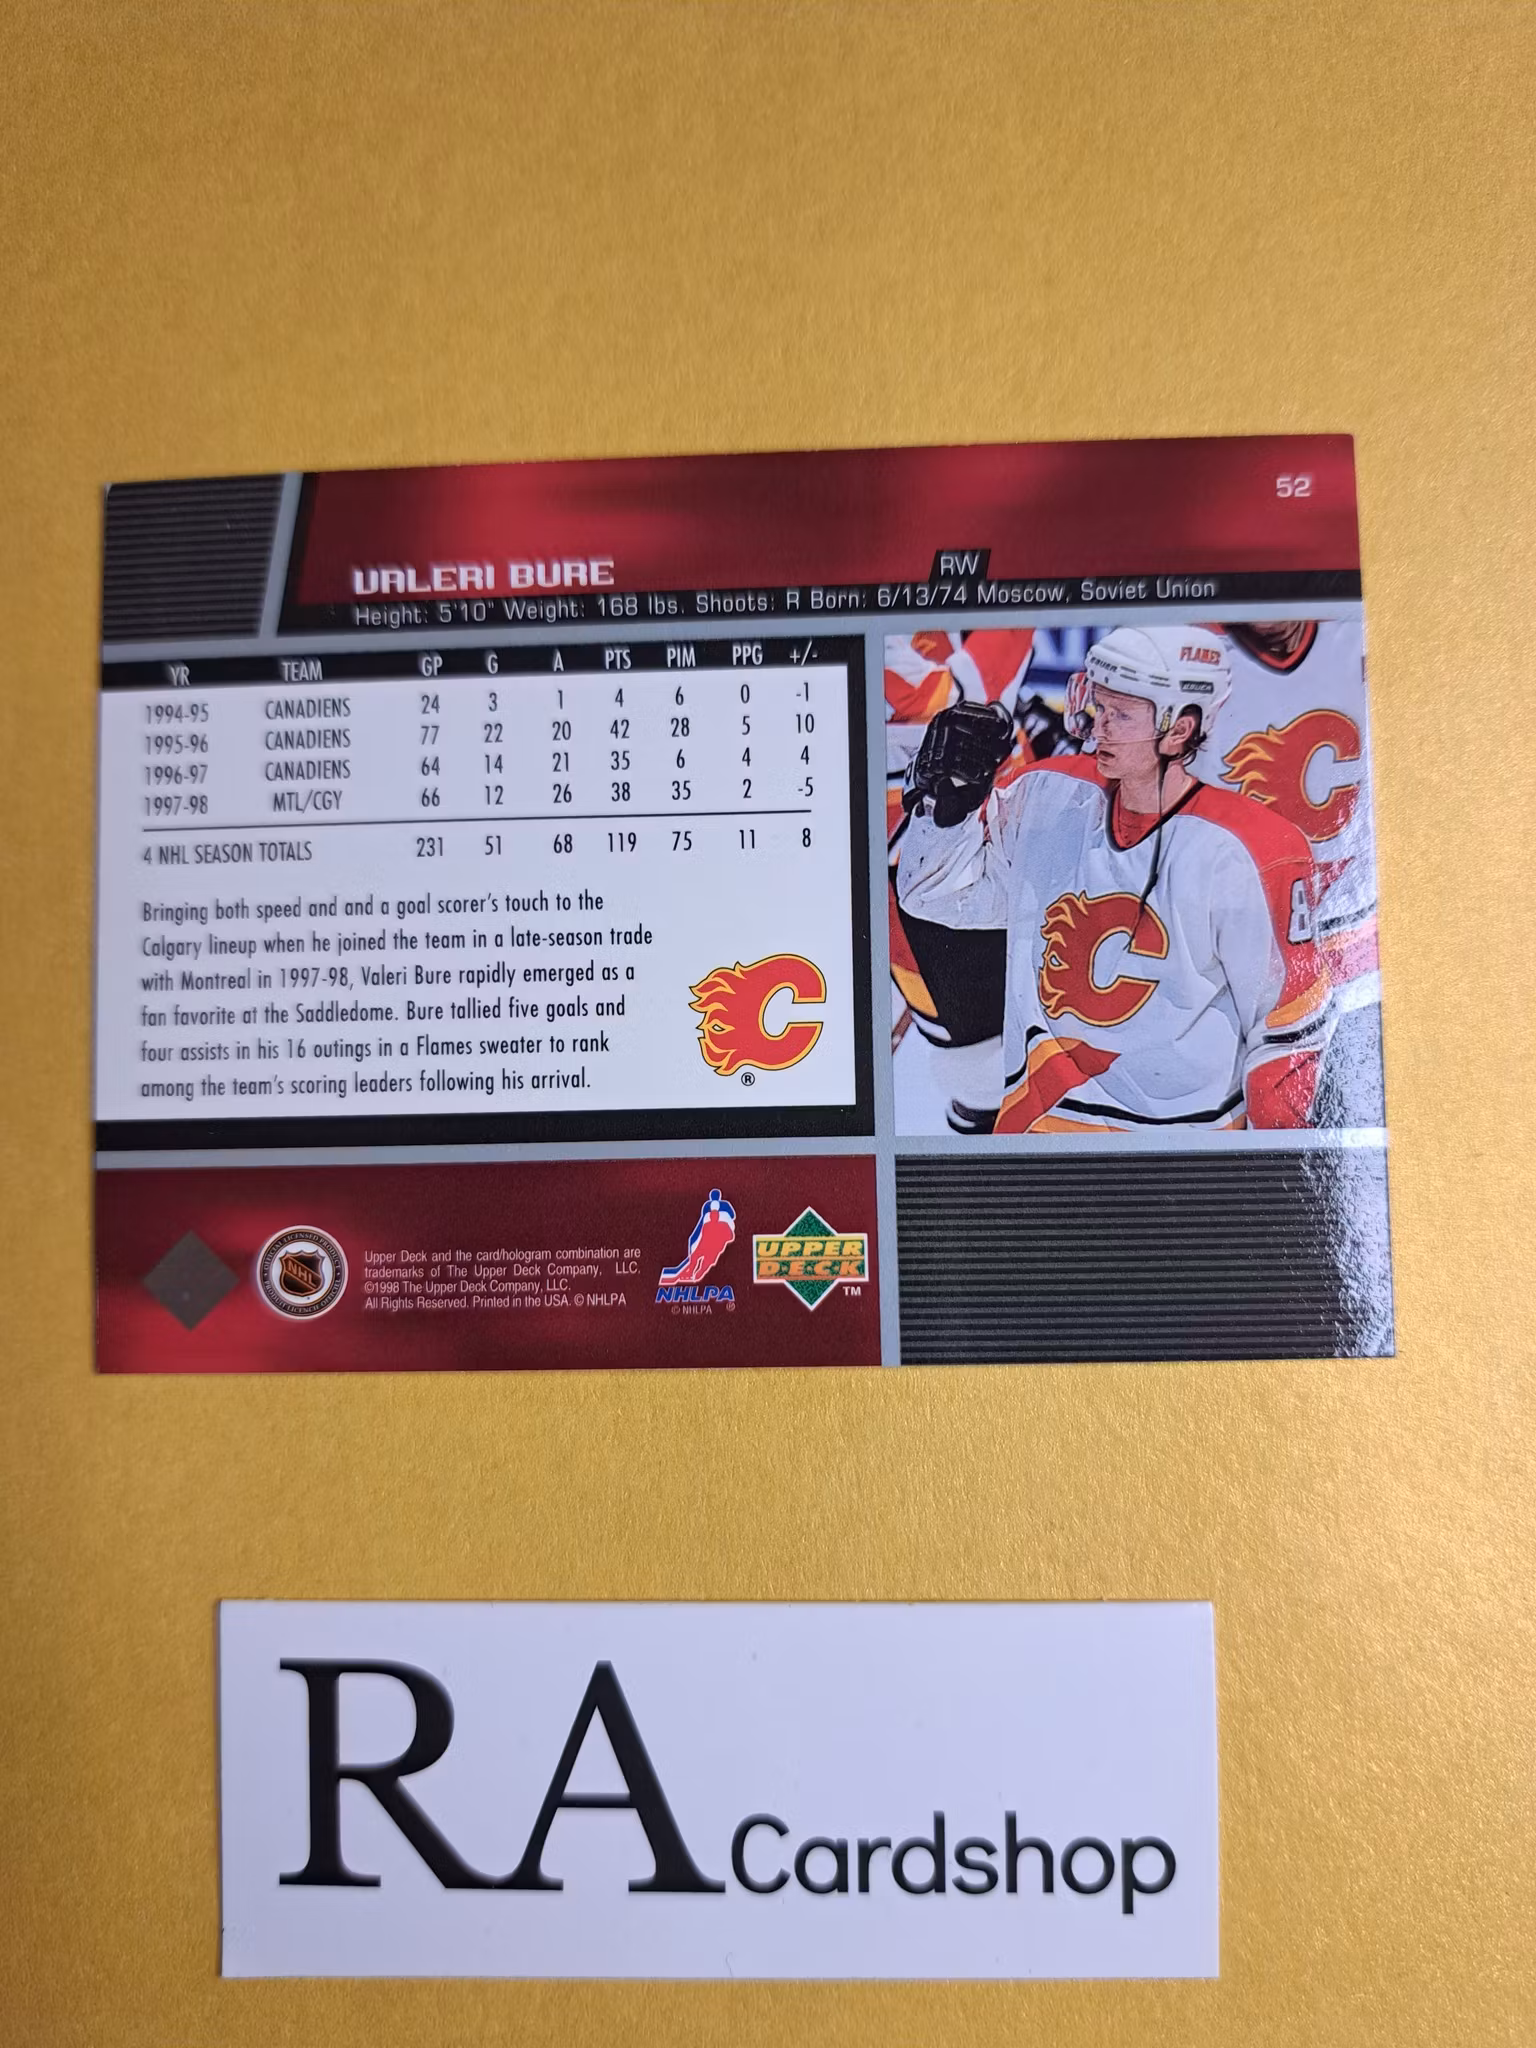 52
VALERI BURE
RW
Height: 5'10" Weight: 168 lbs. Shoots: R Born: 6/13/74 Moscow, Soviet Union
YR TEAM GP G A PTS PIM PPG +/-
1994-95 CANADIENS 24 3 1 4 6 0 -1
1995-96 CANADIENS 77 22 20 42 28 5 10
1996-97 CANADIENS 64 14 21 35 6 4 4
1997-98 MTL/CGY 66 12 26 38 35 2 -5
4 NHL SEASON TOTALS 231 51 68 119 75 11 8
Bringing both speed and and a goal scorer's touch to the
Calgary lineup when he joined the team in a late-season trade
with Montreal in 1997-98, Valeri Bure rapidly emerged as a
fan favorite at the Saddledome. Bure tallied five goals and
four assists in his 16 outings in a Flames sweater to rank
among the team's scoring leaders following his arrival.
C
®
FLAMES
BAUER
BAUER
C
C
8
NHL
Upper Deck and the card/hologram combination are
trademarks of The Upper Deck Company, LLC.
©1998 The Upper Deck Company, LLC.
All Rights Reserved. Printed in the USA. © NHLPA
NHLPA
© NHLPA
UPPER
DECK
TM
RA Cardshop